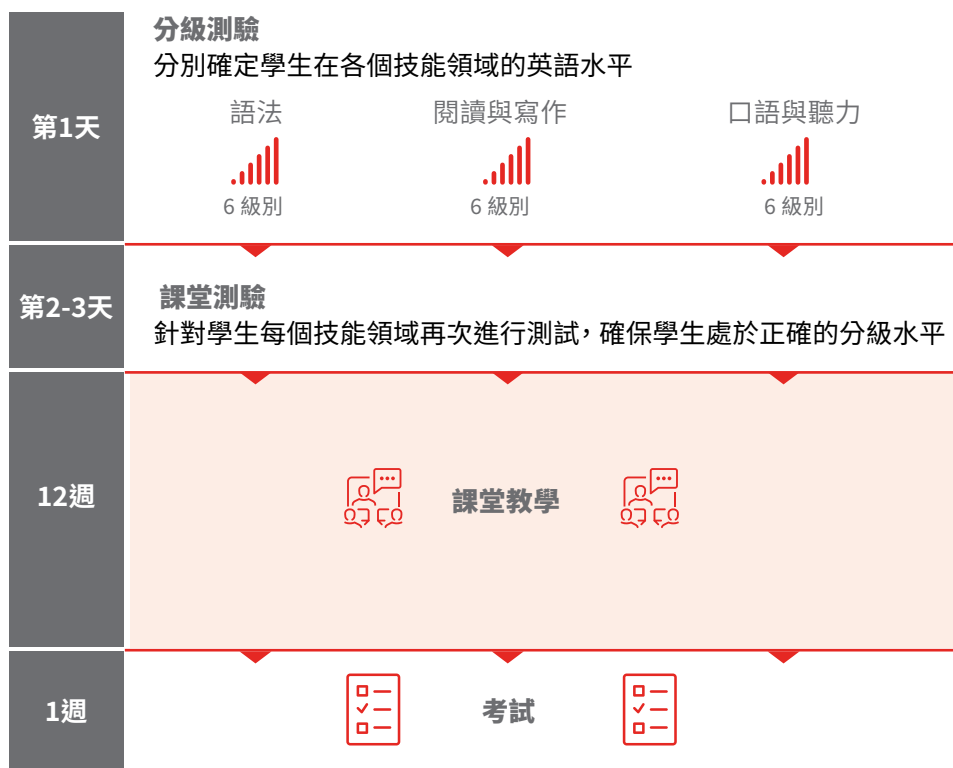 第1天
分級測驗
分別確定學生在各個技能領域的英語水平
語法
閱讀與寫作
口語與聽力
6 級別
6 級別
6 級別
第2-3天
課堂測驗
針對學生每個技能領域再次進行測試，確保學生處於正確的分級水平
12週
課堂教學
1週
考試